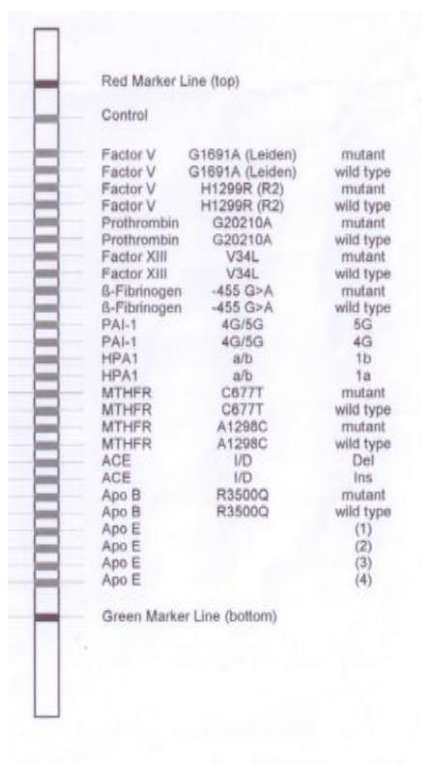 Red Marker Line (top)
Control
Factor V G1691A (Leiden) mutant
Factor V G1691A (Leiden) wild type
Factor V H1299R (R2) mutant
Factor V H1299R (R2) wild type
Prothrombin G20210A mutant
Prothrombin G20210A wild type
Factor XIII V34L mutant
Factor XIII V34L wild type
ß-Fibrinogen -455 G>A mutant
ß-Fibrinogen -455 G>A wild type
PAI-1 4G/5G 5G
PAI-1 4G/5G 4G
HPA1 a/b 1b
HPA1 a/b 1a
MTHFR C677T mutant
MTHFR C677T wild type
MTHFR A1298C mutant
MTHFR A1298C wild type
ACE I/D Del
ACE I/D Ins
Apo B R3500Q mutant
Apo B R3500Q wild type
Apo E (1)
Apo E (2)
Apo E (3)
Apo E (4)
Green Marker Line (bottom)